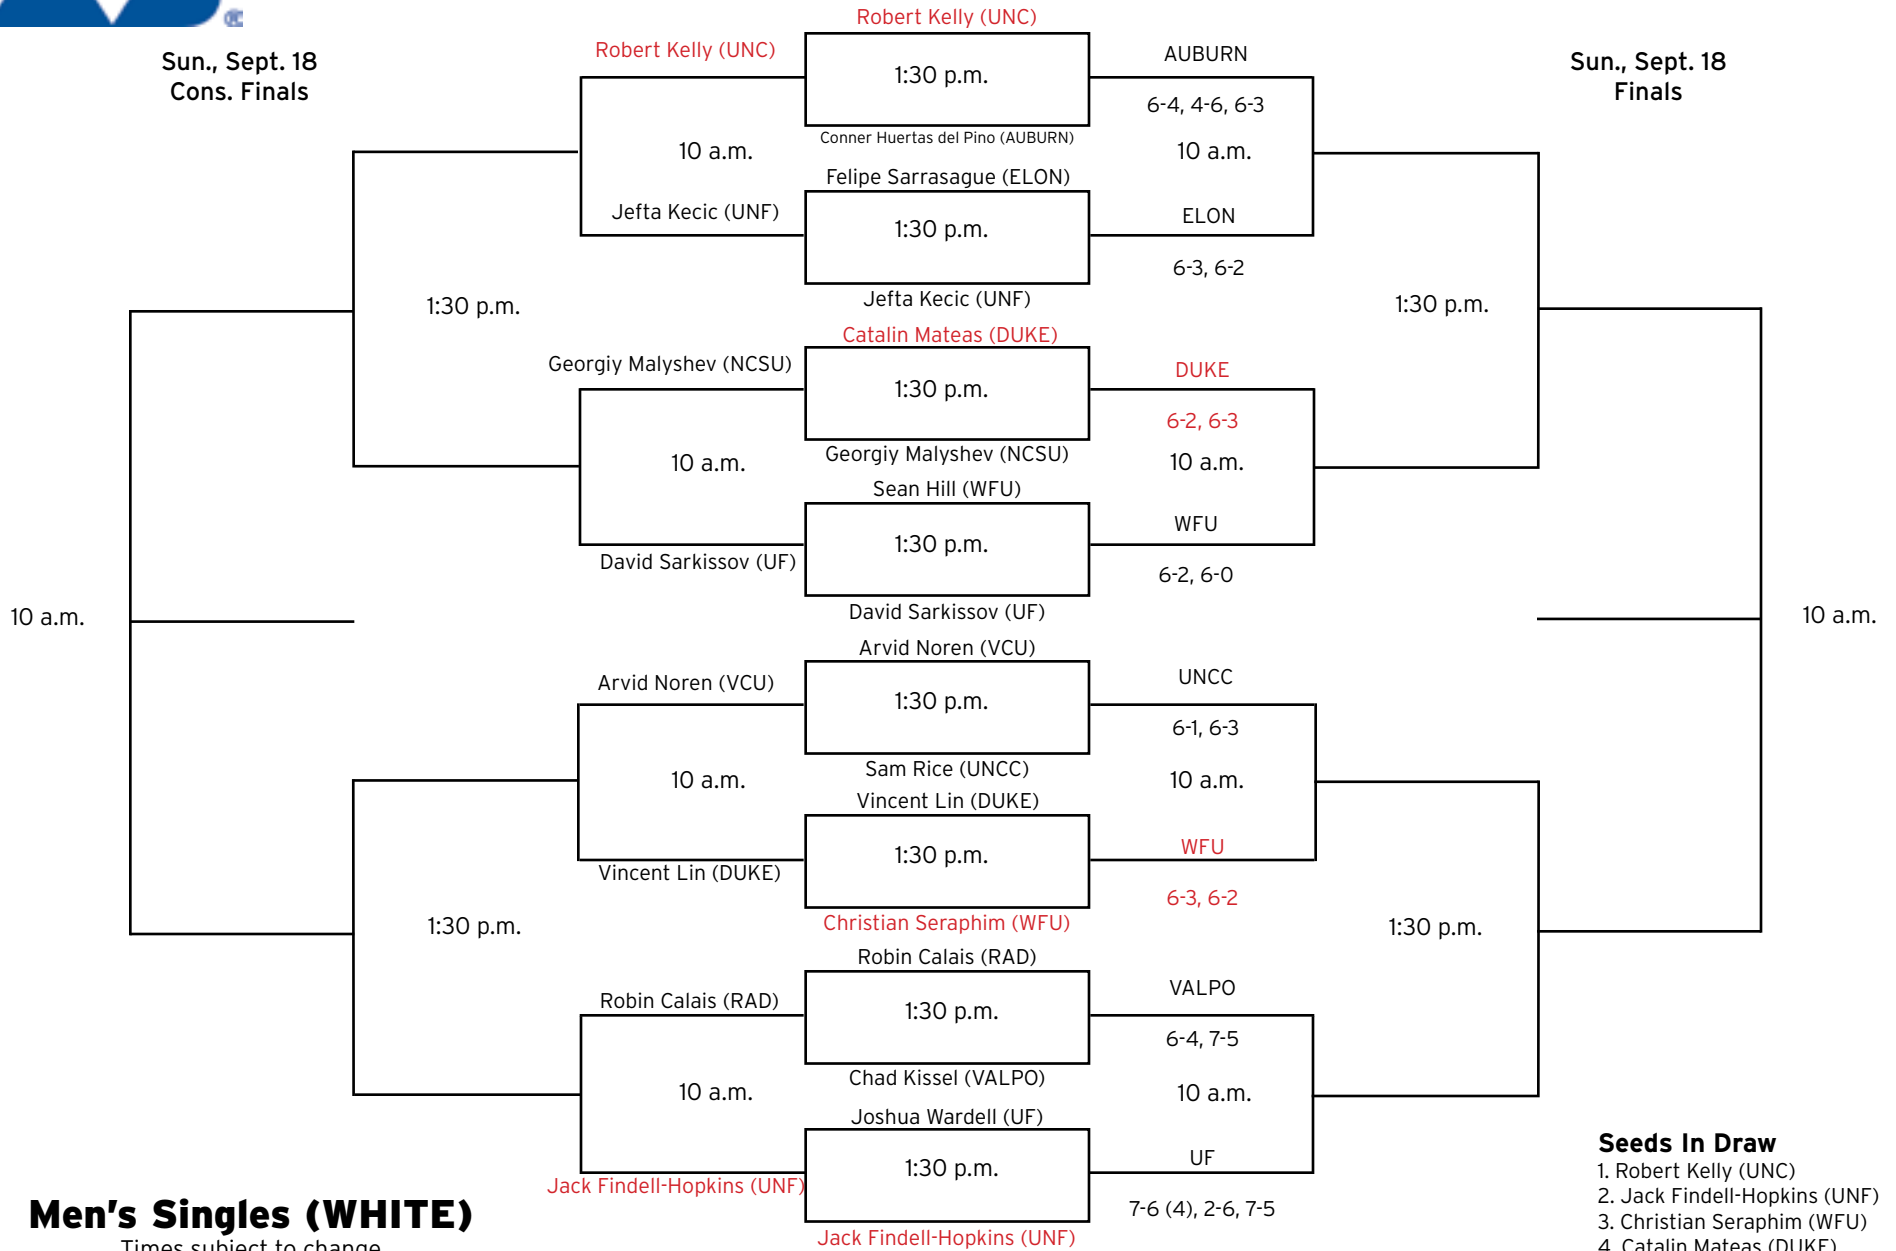 Sun., Sept. 18
Cons. Finals
Sun., Sept. 18
Finals
Robert Kelly (UNC)
Robert Kelly (UNC)
1:30 p.m.
AUBURN
6-4, 4-6, 6-3
Conner Huertas del Pino (AUBURN)
10 a.m.
10 a.m.
Felipe Sarrasague (ELON)
Jefta Kecic (UNF)
1:30 p.m.
ELON
6-3, 6-2
Jefta Kecic (UNF)
1:30 p.m.
1:30 p.m.
Catalin Mateas (DUKE)
Georgiy Malyshev (NCSU)
1:30 p.m.
DUKE
6-2, 6-3
Georgiy Malyshev (NCSU)
10 a.m.
10 a.m.
Sean Hill (WFU)
David Sarkissov (UF)
1:30 p.m.
WFU
6-2, 6-0
David Sarkissov (UF)
10 a.m.
10 a.m.
Arvid Noren (VCU)
Arvid Noren (VCU)
1:30 p.m.
UNCC
6-1, 6-3
Sam Rice (UNCC)
10 a.m.
10 a.m.
Vincent Lin (DUKE)
Vincent Lin (DUKE)
1:30 p.m.
WFU
6-3, 6-2
Christian Seraphim (WFU)
1:30 p.m.
1:30 p.m.
Robin Calais (RAD)
Robin Calais (RAD)
1:30 p.m.
VALPO
6-4, 7-5
Chad Kissel (VALPO)
10 a.m.
10 a.m.
Joshua Wardell (UF)
Jack Findell-Hopkins (UNF)
1:30 p.m.
UF
7-6 (4), 2-6, 7-5
Jack Findell-Hopkins (UNF)
Men's Singles (WHITE)
Times subject to change
Seeds In Draw
1. Robert Kelly (UNC)
2. Jack Findell-Hopkins (UNF)
3. Christian Seraphim (WFU)
4. Catalin Mateas (DUKE)